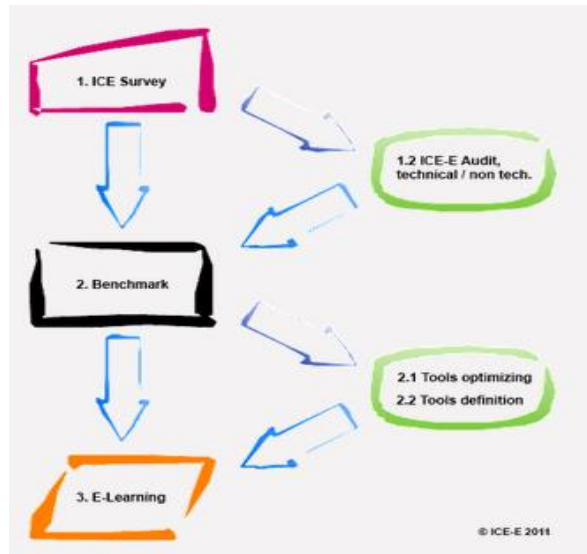 1. ICE Survey
1.2 ICE-E Audit,
technical / non tech.
2. Benchmark
2.1 Tools optimizing
2.2 Tools definition
3. E-Learning
© ICE-E 2011